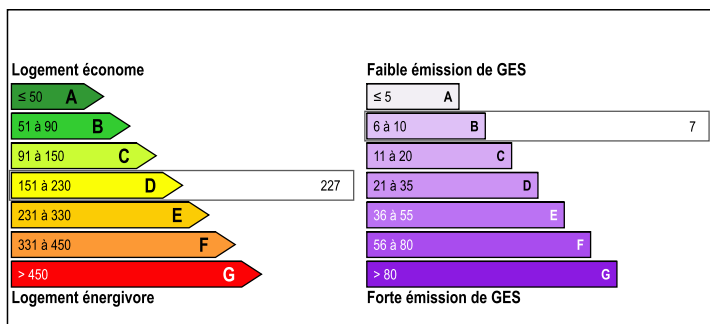 Logement économe
≤ 50 A
51 à 90 B
91 à 150 C
151 à 230 D 227
231 à 330 E
331 à 450 F
> 450 G
Logement énergivore
Faible émission de GES
≤ 5 A
6 à 10 B 7
11 à 20 C
21 à 35 D
36 à 55 E
56 à 80 F
> 80 G
Forte émission de GES